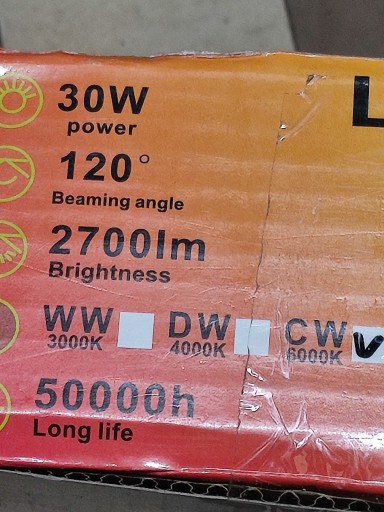 30W
power
120°
Beaming angle
2700lm
Brightness
WW DW CW
3000K 4000K 6000K
50000h
Long life
L